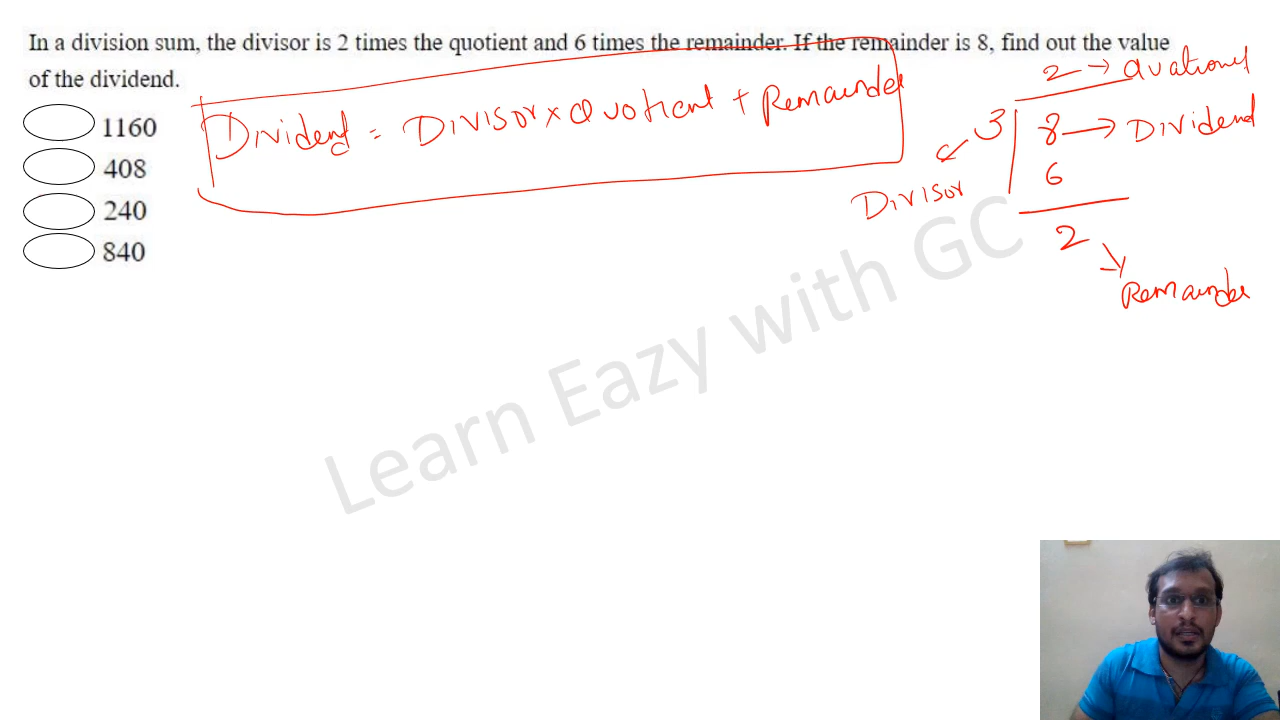 In a division sum, the divisor is 2 times the quotient and 6 times the remainder. If the remainder is 8, find out the value
of the dividend.
1160
408
240
840
Dividend = Divisor × Quotient + Remainder
2 → Quationt
3
8 → Dividend
6
Divisor
2
Remainder
Learn Eazy with GC